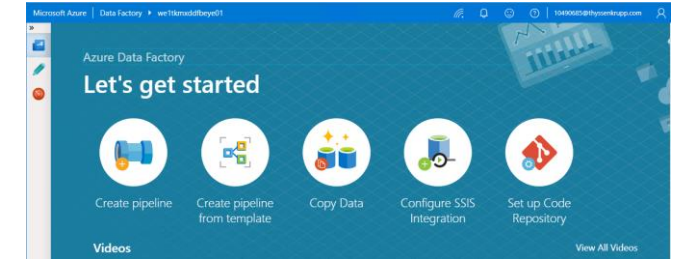 Microsoft Azure | Data Factory ▸ we1tkmxddfbeye01
10490685@thyssenkrupp.com
»
Azure Data Factory
Let's get started
Create pipeline
Create pipeline
from template
Copy Data
Configure SSIS
Integration
Set up Code
Repository
Videos
View All Videos